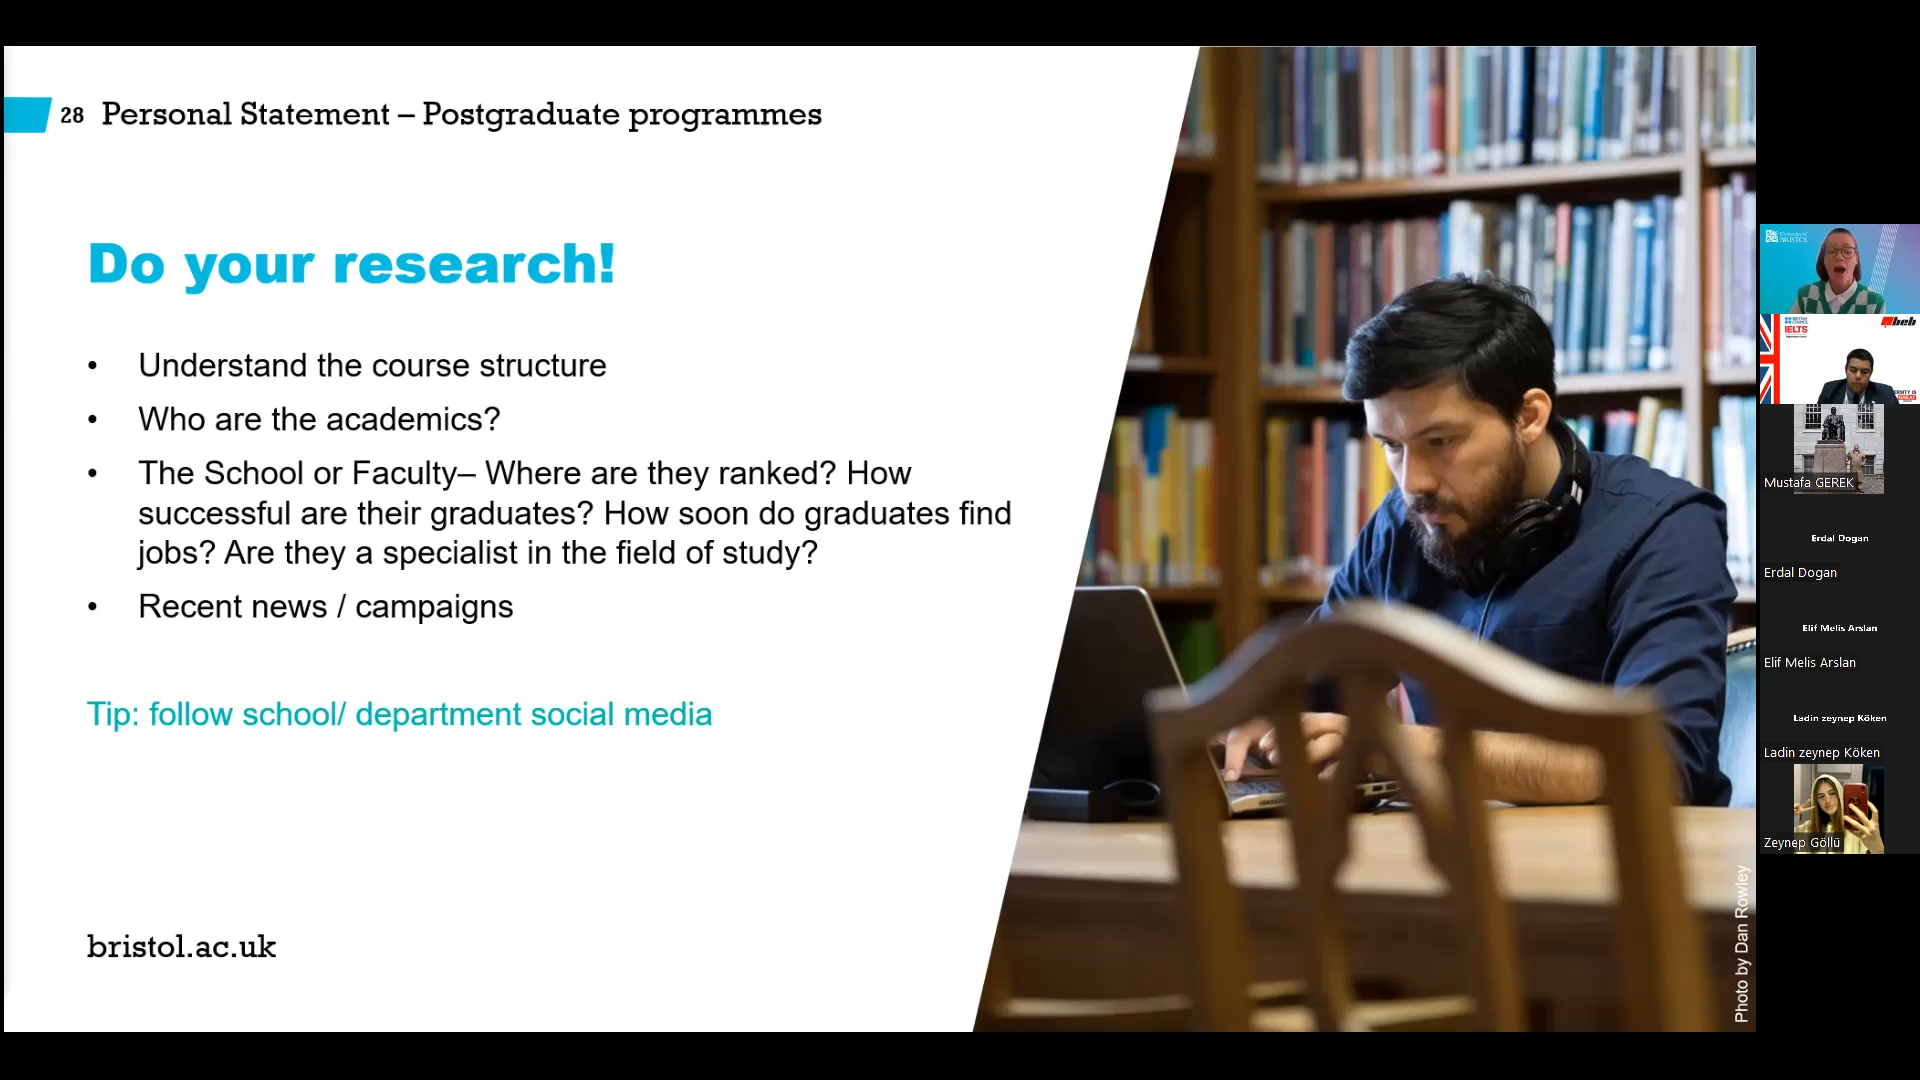 28 Personal Statement – Postgraduate programmes
Do your research!
• Understand the course structure
• Who are the academics?
• The School or Faculty– Where are they ranked? How
successful are their graduates? How soon do graduates find
jobs? Are they a specialist in the field of study?
• Recent news / campaigns
Tip: follow school/ department social media
bristol.ac.uk
Photo by Dan Rowley
University of
BRISTOL
IELTS
beb
Mustafa GEREK
Erdal Dogan
Erdal Dogan
Elif Melis Arslan
Elif Melis Arslan
Ladin zeynep Köken
Ladin zeynep Köken
Zeynep Göllü